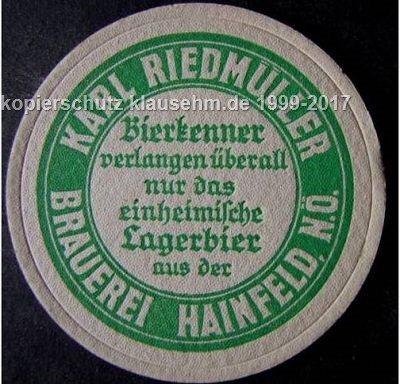 KARL RIEDMÜLLER
kopierschutz klausehm.de 1999-2017
Bierkenner
verlangen überall
nur das
einheimische
Lagerbier
aus der
BRAUEREI HAINFELD, N.Ö.